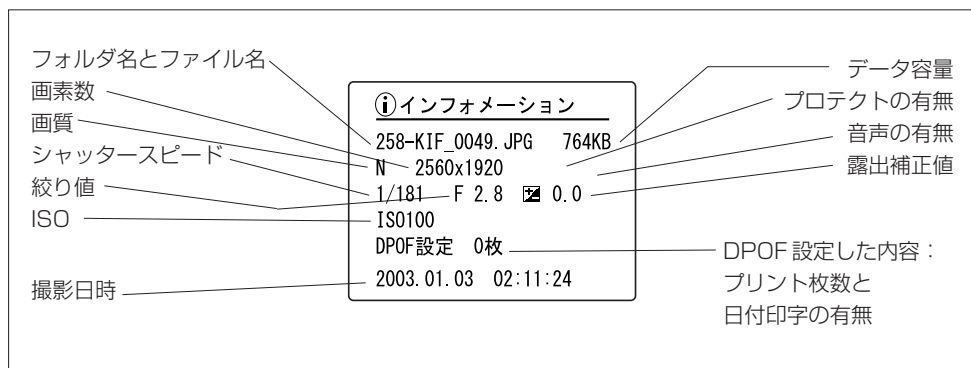 フォルダ名とファイル名
画素数
画質
シャッタースピード
絞り値
ISO
撮影日時
ⓘインフォメーション
258-KIF_0049.JPG 764KB
N 2560x1920
1/181 F 2.8 0.0
ISO100
DPOF設定 0枚
2003.01.03 02:11:24
データ容量
プロテクトの有無
音声の有無
露出補正値
DPOF設定した内容：
プリント枚数と
日付印字の有無